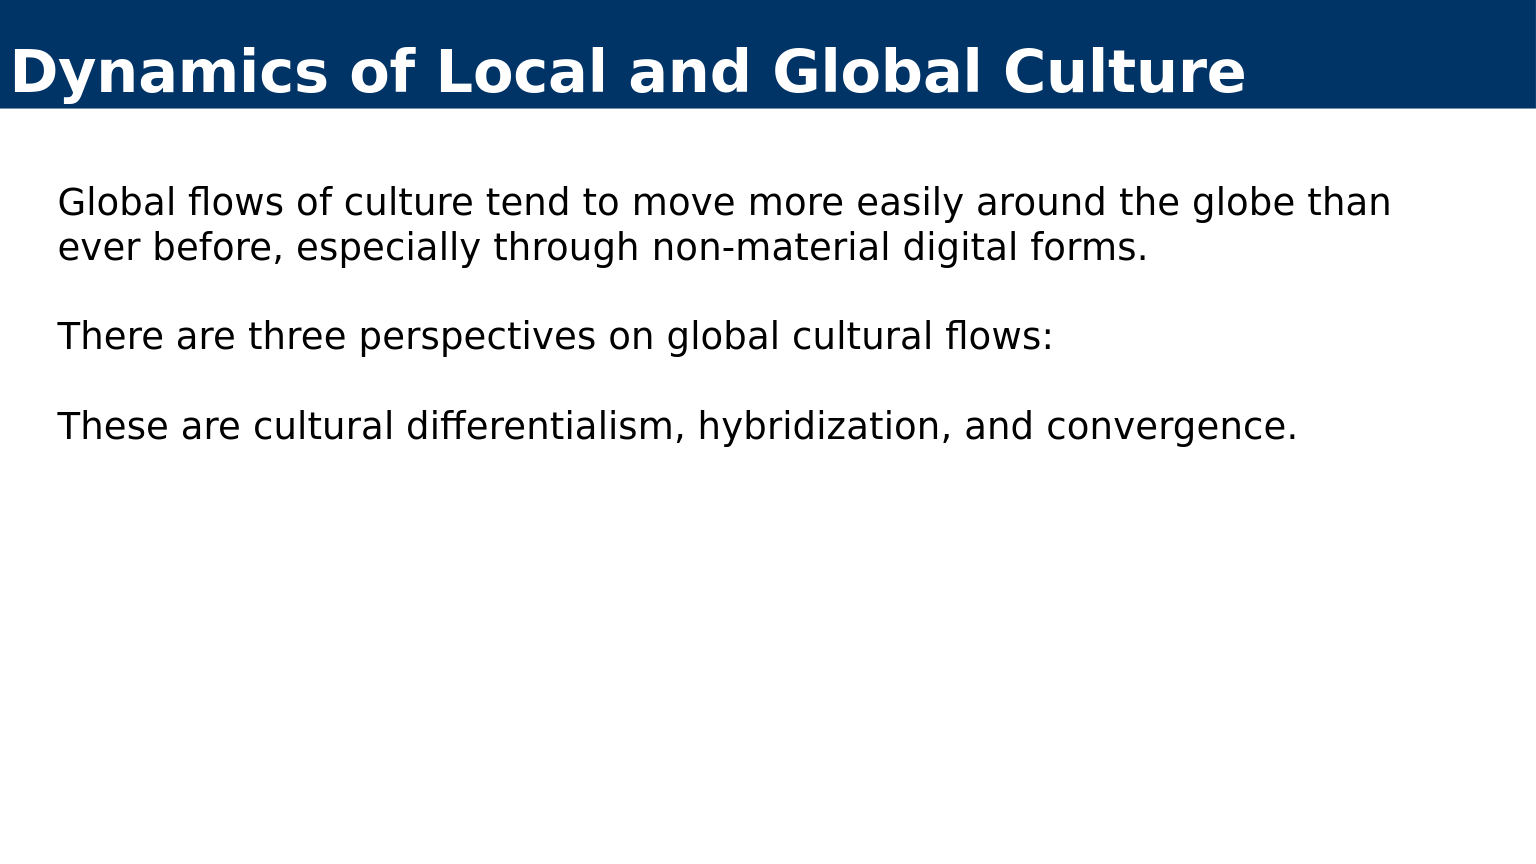 Dynamics of Local and Global Culture
Global flows of culture tend to move more easily around the globe than
ever before, especially through non-material digital forms.
There are three perspectives on global cultural flows:
These are cultural differentialism, hybridization, and convergence.